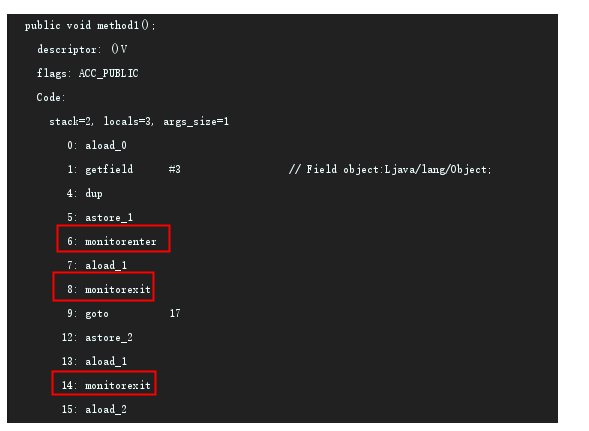 public void method1();
descriptor: ()V
flags: ACC_PUBLIC
Code:
stack=2, locals=3, args_size=1
0: aload_0
1: getfield #3 // Field object:Ljava/lang/Object;
4: dup
5: astore_1
6: monitorenter
7: aload_1
8: monitorexit
9: goto 17
12: astore_2
13: aload_1
14: monitorexit
15: aload_2